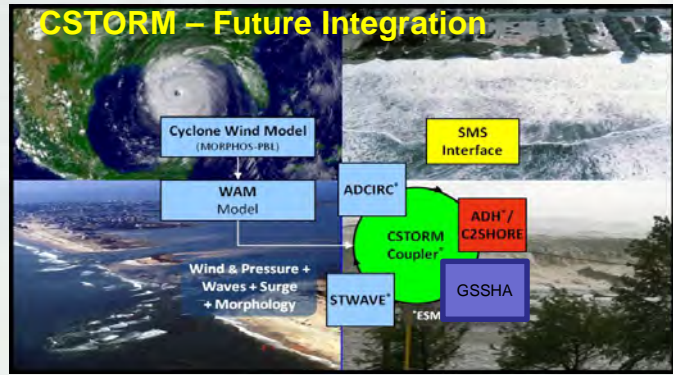 CSTORM – Future Integration
Cyclone Wind Model
(MORPHOS-PBL)
SMS
Interface
WAM
Model
ADCIRC*
ADH*/
C2SHORE
CSTORM
Coupler*
Wind & Pressure +
Waves + Surge
+ Morphology
STWAVE*
GSSHA
*ESM